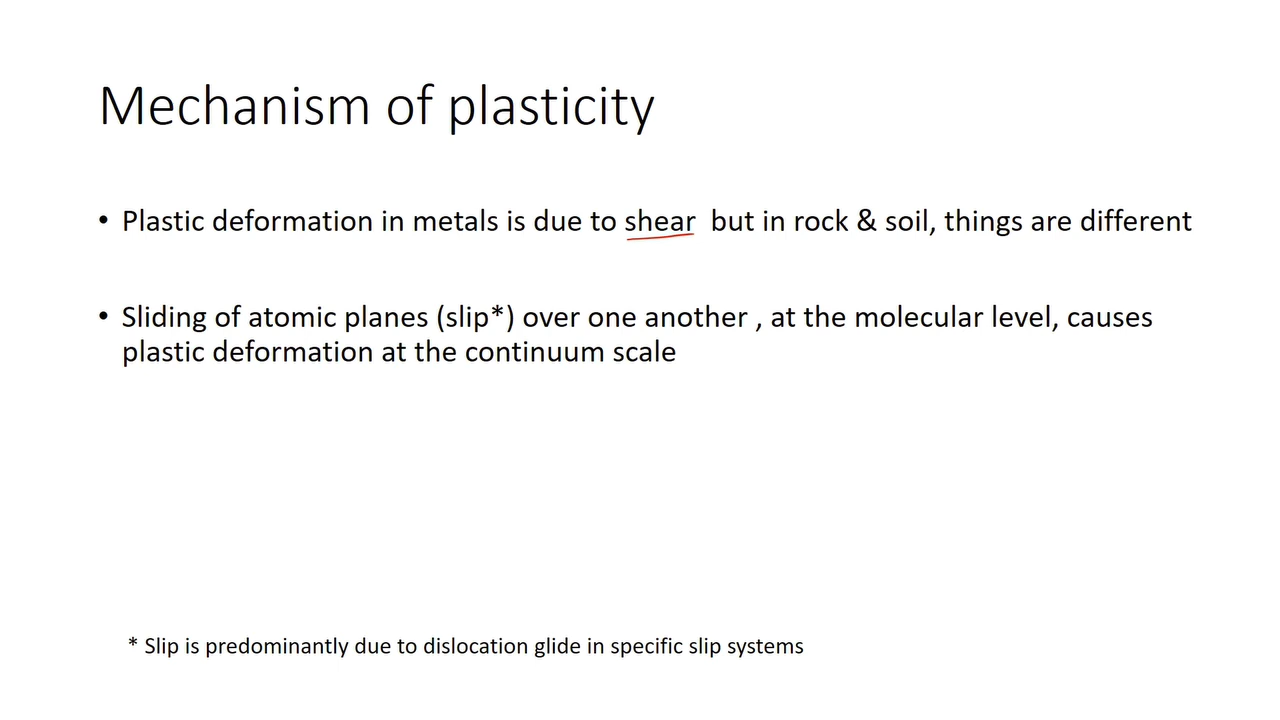 Mechanism of plasticity
• Plastic deformation in metals is due to shear but in rock & soil, things are different
• Sliding of atomic planes (slip*) over one another , at the molecular level, causes
plastic deformation at the continuum scale
* Slip is predominantly due to dislocation glide in specific slip systems